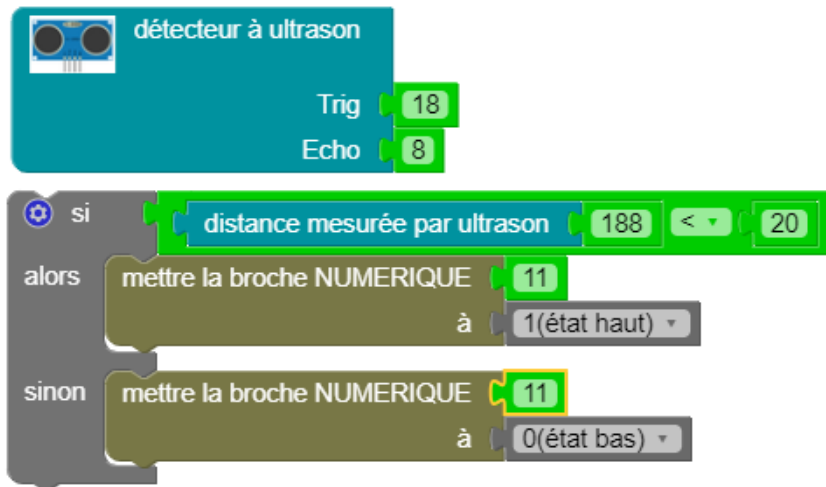 détecteur à ultrason
Trig 18
Echo 8
si distance mesurée par ultrason 188 < 20
alors mettre la broche NUMERIQUE 11
à 1(état haut)
sinon mettre la broche NUMERIQUE 11
à 0(état bas)